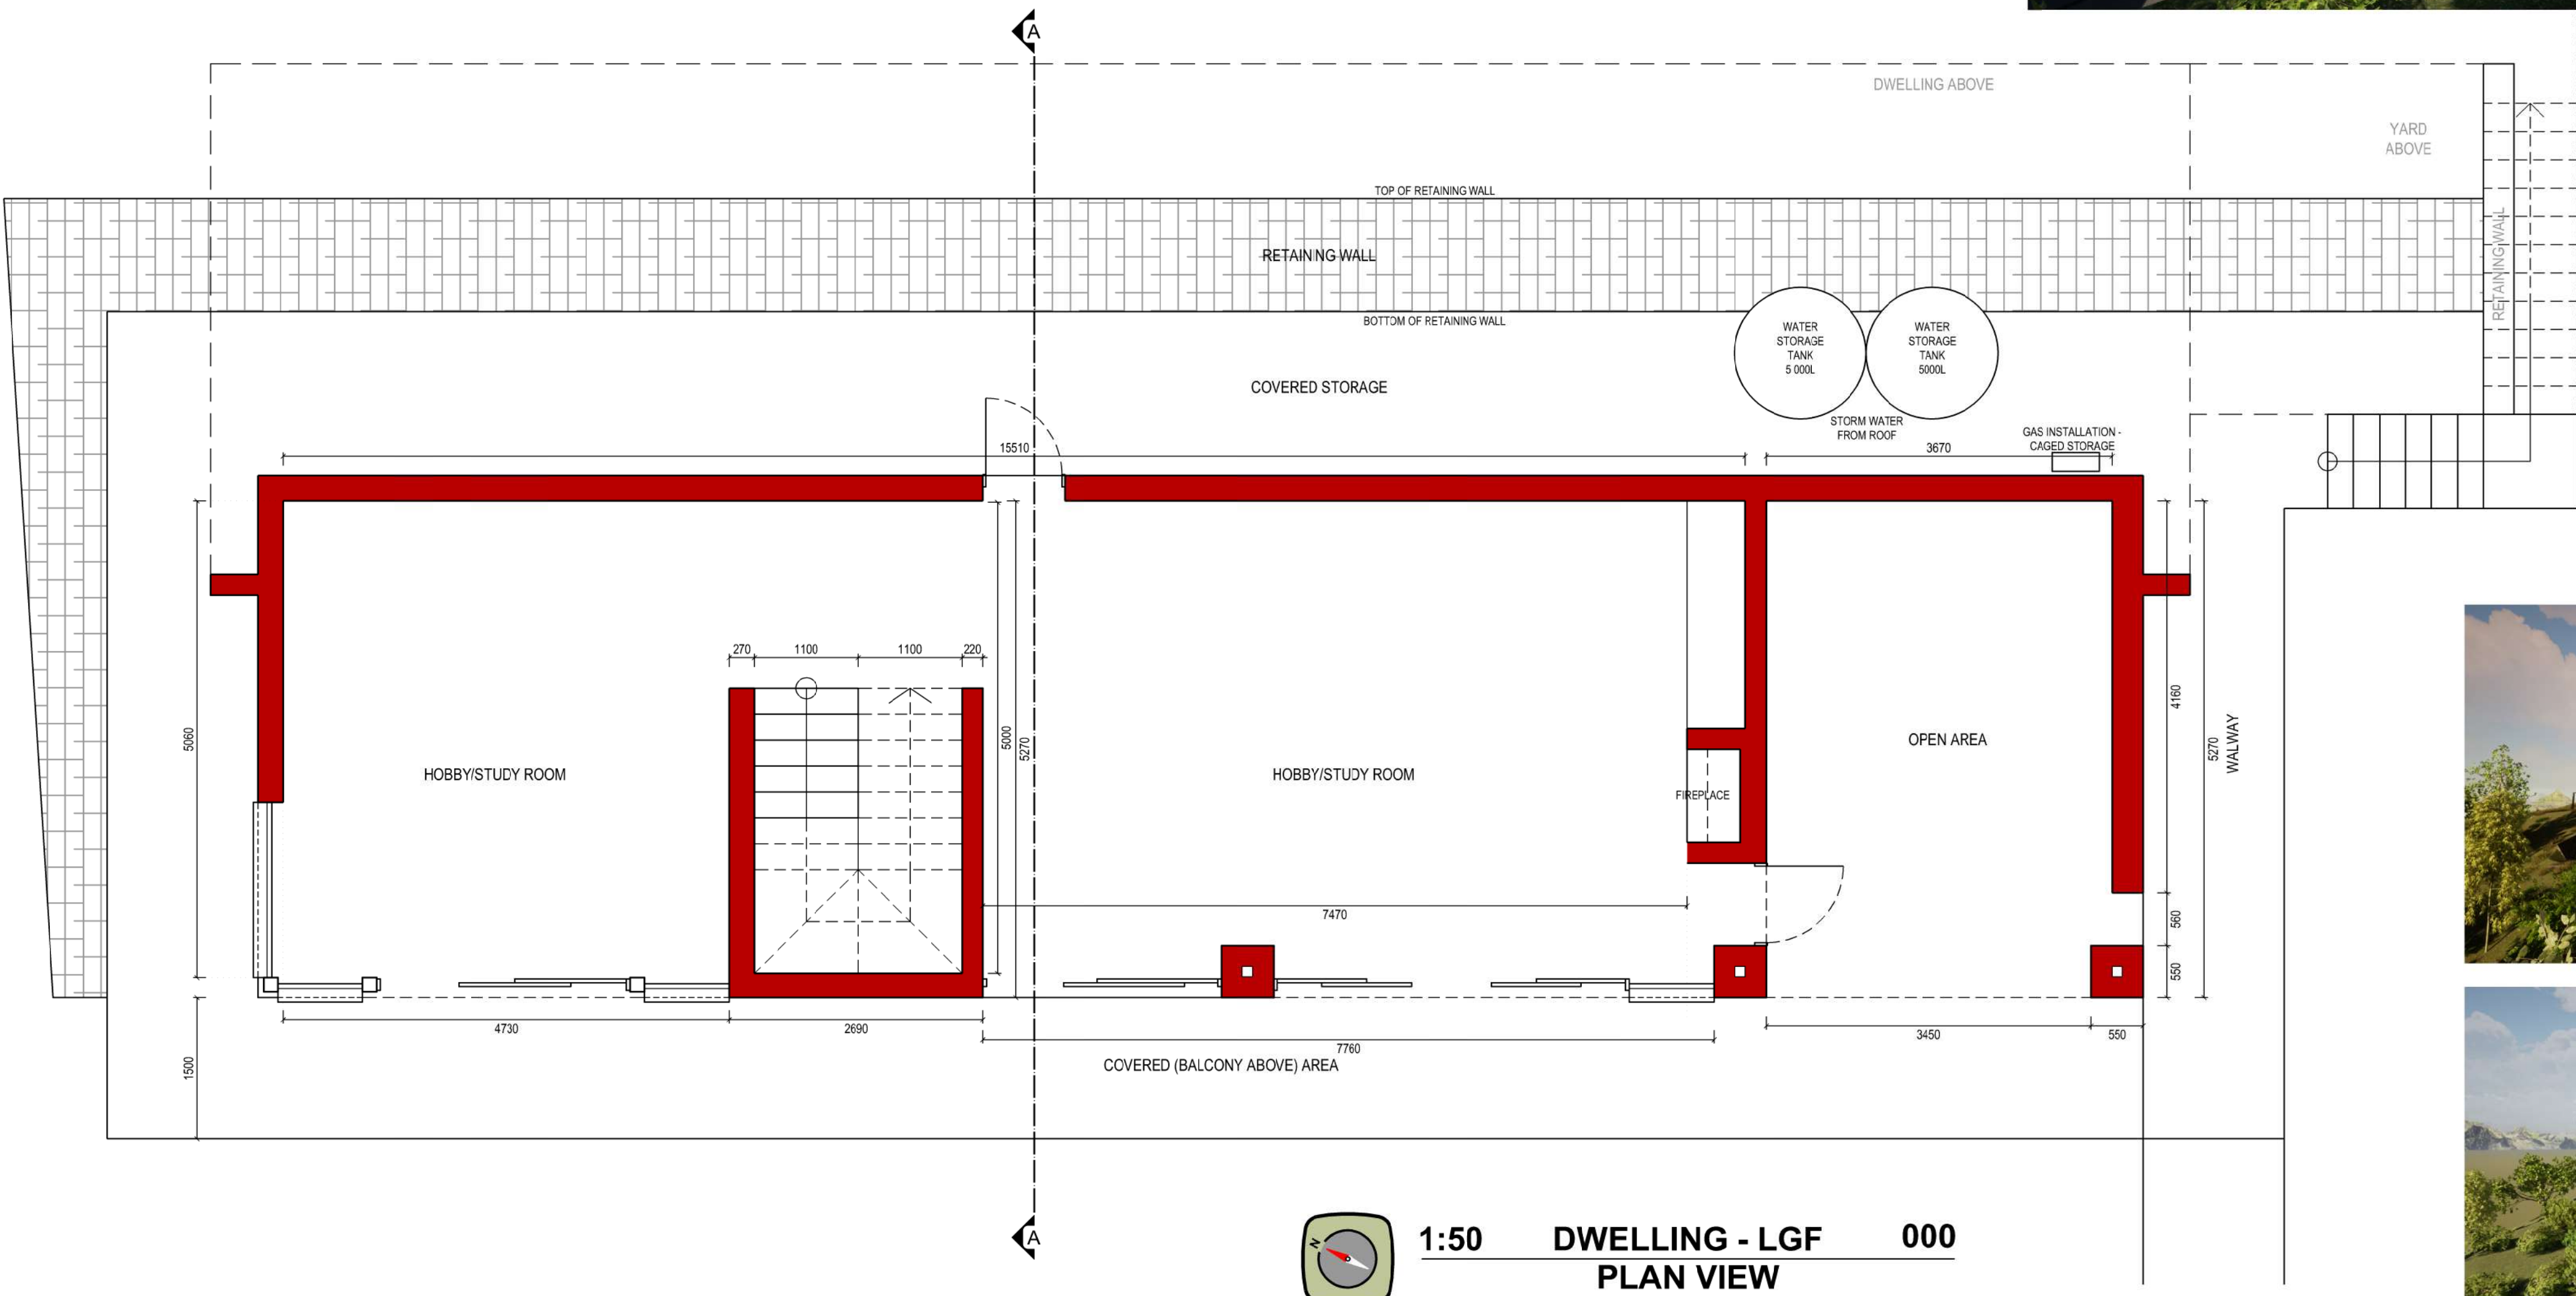 A
DWELLING ABOVE
YARD
ABOVE
TOP OF RETAINING WALL
RETAINING WALL
RETAINING WALL
BOTTOM OF RETAINING WALL
WATER
STORAGE
TANK
5 000L
WATER
STORAGE
TANK
5000L
COVERED STORAGE
STORM WATER
FROM ROOF
GAS INSTALLATION -
CAGED STORAGE
15510
3670
270
1100
1100
220
5060
5000
5270
4160
5270
WALWAY
OPEN AREA
HOBBY/STUDY ROOM
HOBBY/STUDY ROOM
FIREPLACE
7470
560
550
4730
2690
7760
3450
550
1500
COVERED (BALCONY ABOVE) AREA
A
N
1:50 DWELLING - LGF 000
PLAN VIEW